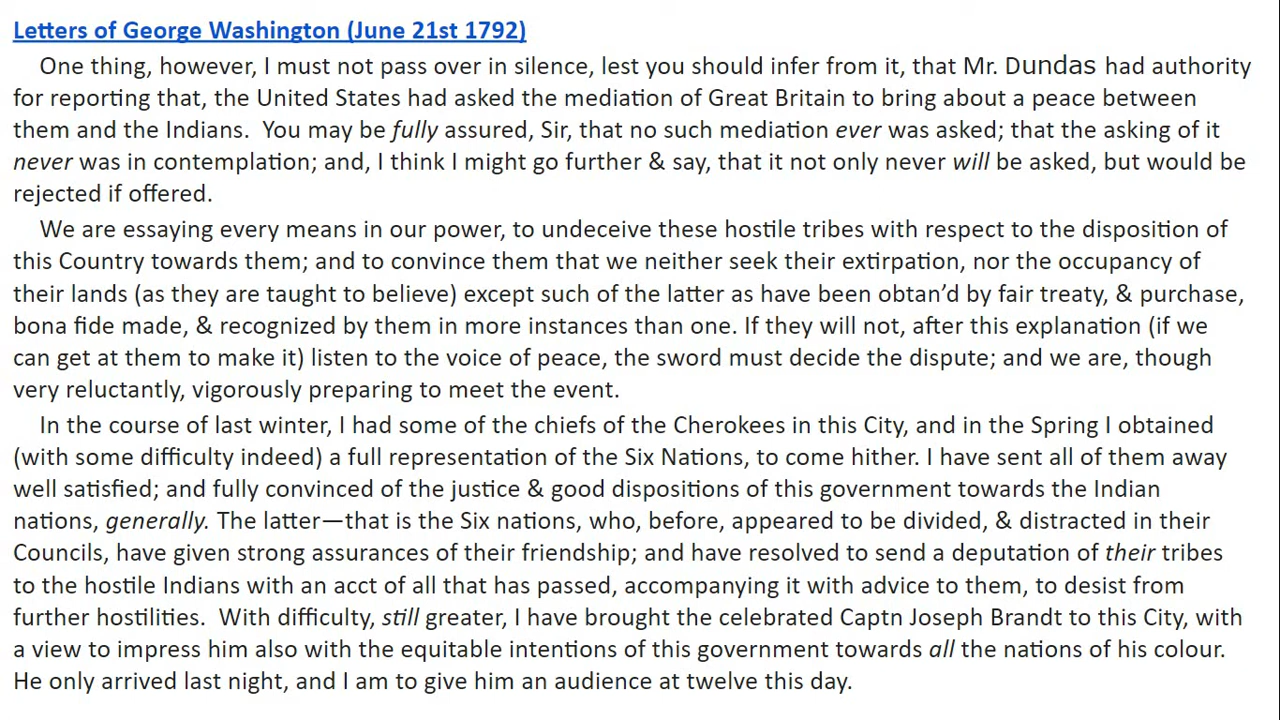 Letters of George Washington (June 21st 1792)
One thing, however, I must not pass over in silence, lest you should infer from it, that Mr. Dundas had authority
for reporting that, the United States had asked the mediation of Great Britain to bring about a peace between
them and the Indians.  You may be fully assured, Sir, that no such mediation ever was asked; that the asking of it
never was in contemplation; and, I think I might go further & say, that it not only never will be asked, but would be
rejected if offered.
We are essaying every means in our power, to undeceive these hostile tribes with respect to the disposition of
this Country towards them; and to convince them that we neither seek their extirpation, nor the occupancy of
their lands (as they are taught to believe) except such of the latter as have been obtan’d by fair treaty, & purchase,
bona fide made, & recognized by them in more instances than one. If they will not, after this explanation (if we
can get at them to make it) listen to the voice of peace, the sword must decide the dispute; and we are, though
very reluctantly, vigorously preparing to meet the event.
In the course of last winter, I had some of the chiefs of the Cherokees in this City, and in the Spring I obtained
(with some difficulty indeed) a full representation of the Six Nations, to come hither. I have sent all of them away
well satisfied; and fully convinced of the justice & good dispositions of this government towards the Indian
nations, generally. The latter—that is the Six nations, who, before, appeared to be divided, & distracted in their
Councils, have given strong assurances of their friendship; and have resolved to send a deputation of their tribes
to the hostile Indians with an acct of all that has passed, accompanying it with advice to them, to desist from
further hostilities.  With difficulty, still greater, I have brought the celebrated Captn Joseph Brandt to this City, with
a view to impress him also with the equitable intentions of this government towards all the nations of his colour.
He only arrived last night, and I am to give him an audience at twelve this day.